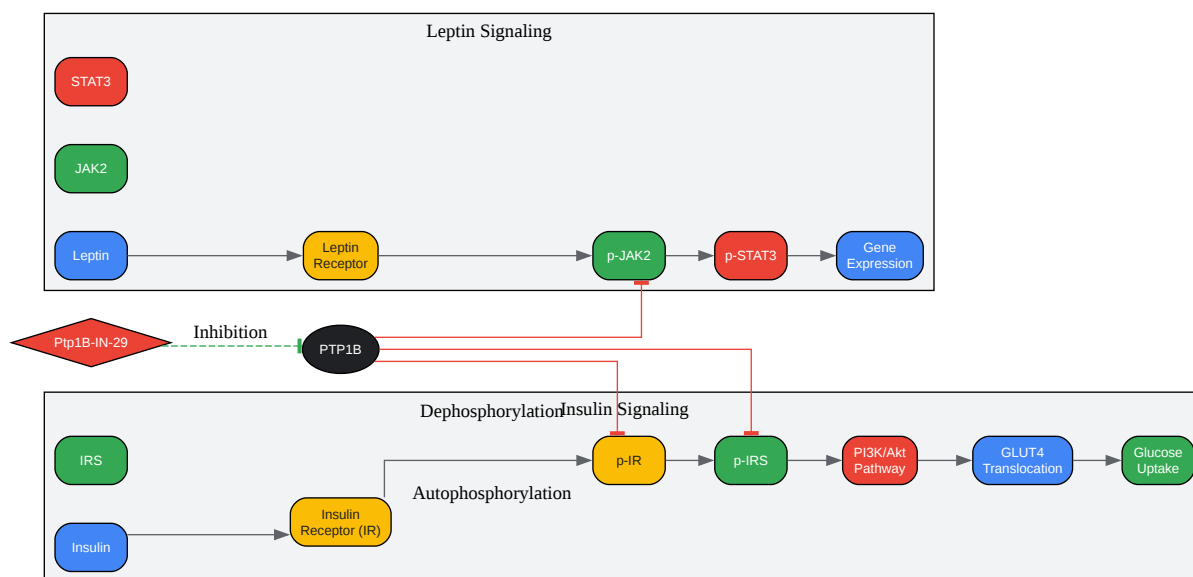 Leptin Signaling
STAT3
JAK2
Leptin
Leptin
Receptor
p-JAK2
p-STAT3
Gene
Expression
Ptp1B-IN-29
Inhibition
PTP1B
Dephosphorylation
Insulin Signaling
IRS
p-IR
p-IRS
PI3K/Akt
Pathway
GLUT4
Translocation
Glucose
Uptake
Autophosphorylation
Insulin
Receptor (IR)
Insulin